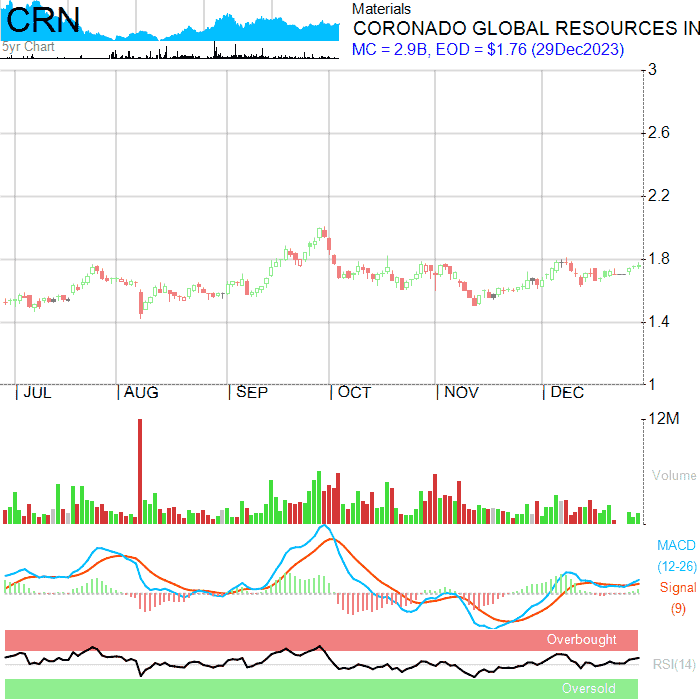 CRN
5yr Chart
Materials
CORONADO GLOBAL RESOURCES IN
MC = 2.9B, EOD = $1.76 (29Dec2023)
3
2.6
2.2
1.8
1.4
1
JUL AUG SEP OCT NOV DEC
12M
Volume
MACD
(12-26)
Signal
(9)
Overbought
RSI(14)
Oversold